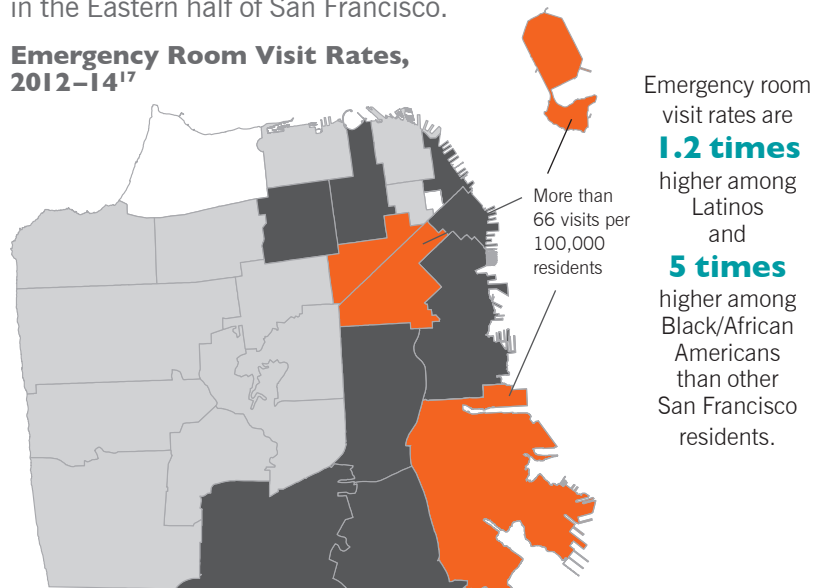 in the Eastern half of San Francisco.
Emergency Room Visit Rates,
2012–14¹⁷
Emergency room
visit rates are
1.2 times
higher among
Latinos
and
5 times
higher among
Black/African
Americans
than other
San Francisco
residents.
More than
66 visits per
100,000
residents